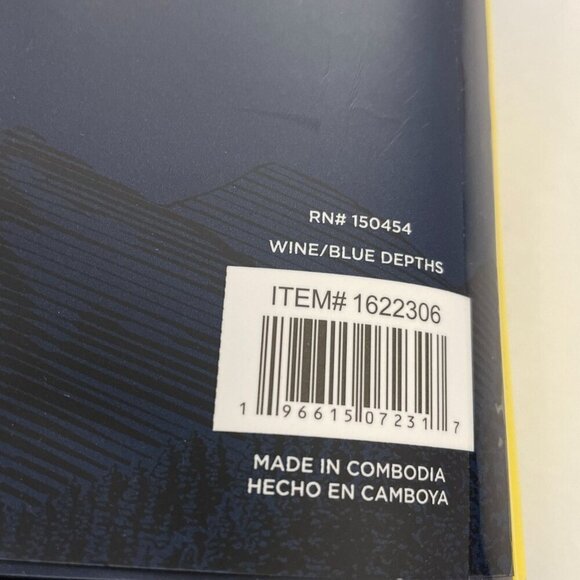 RN# 150454
WINE/BLUE DEPTHS
ITEM# 1622306
1 96615 07231 7
MADE IN COMBODIA
HECHO EN CAMBOYA